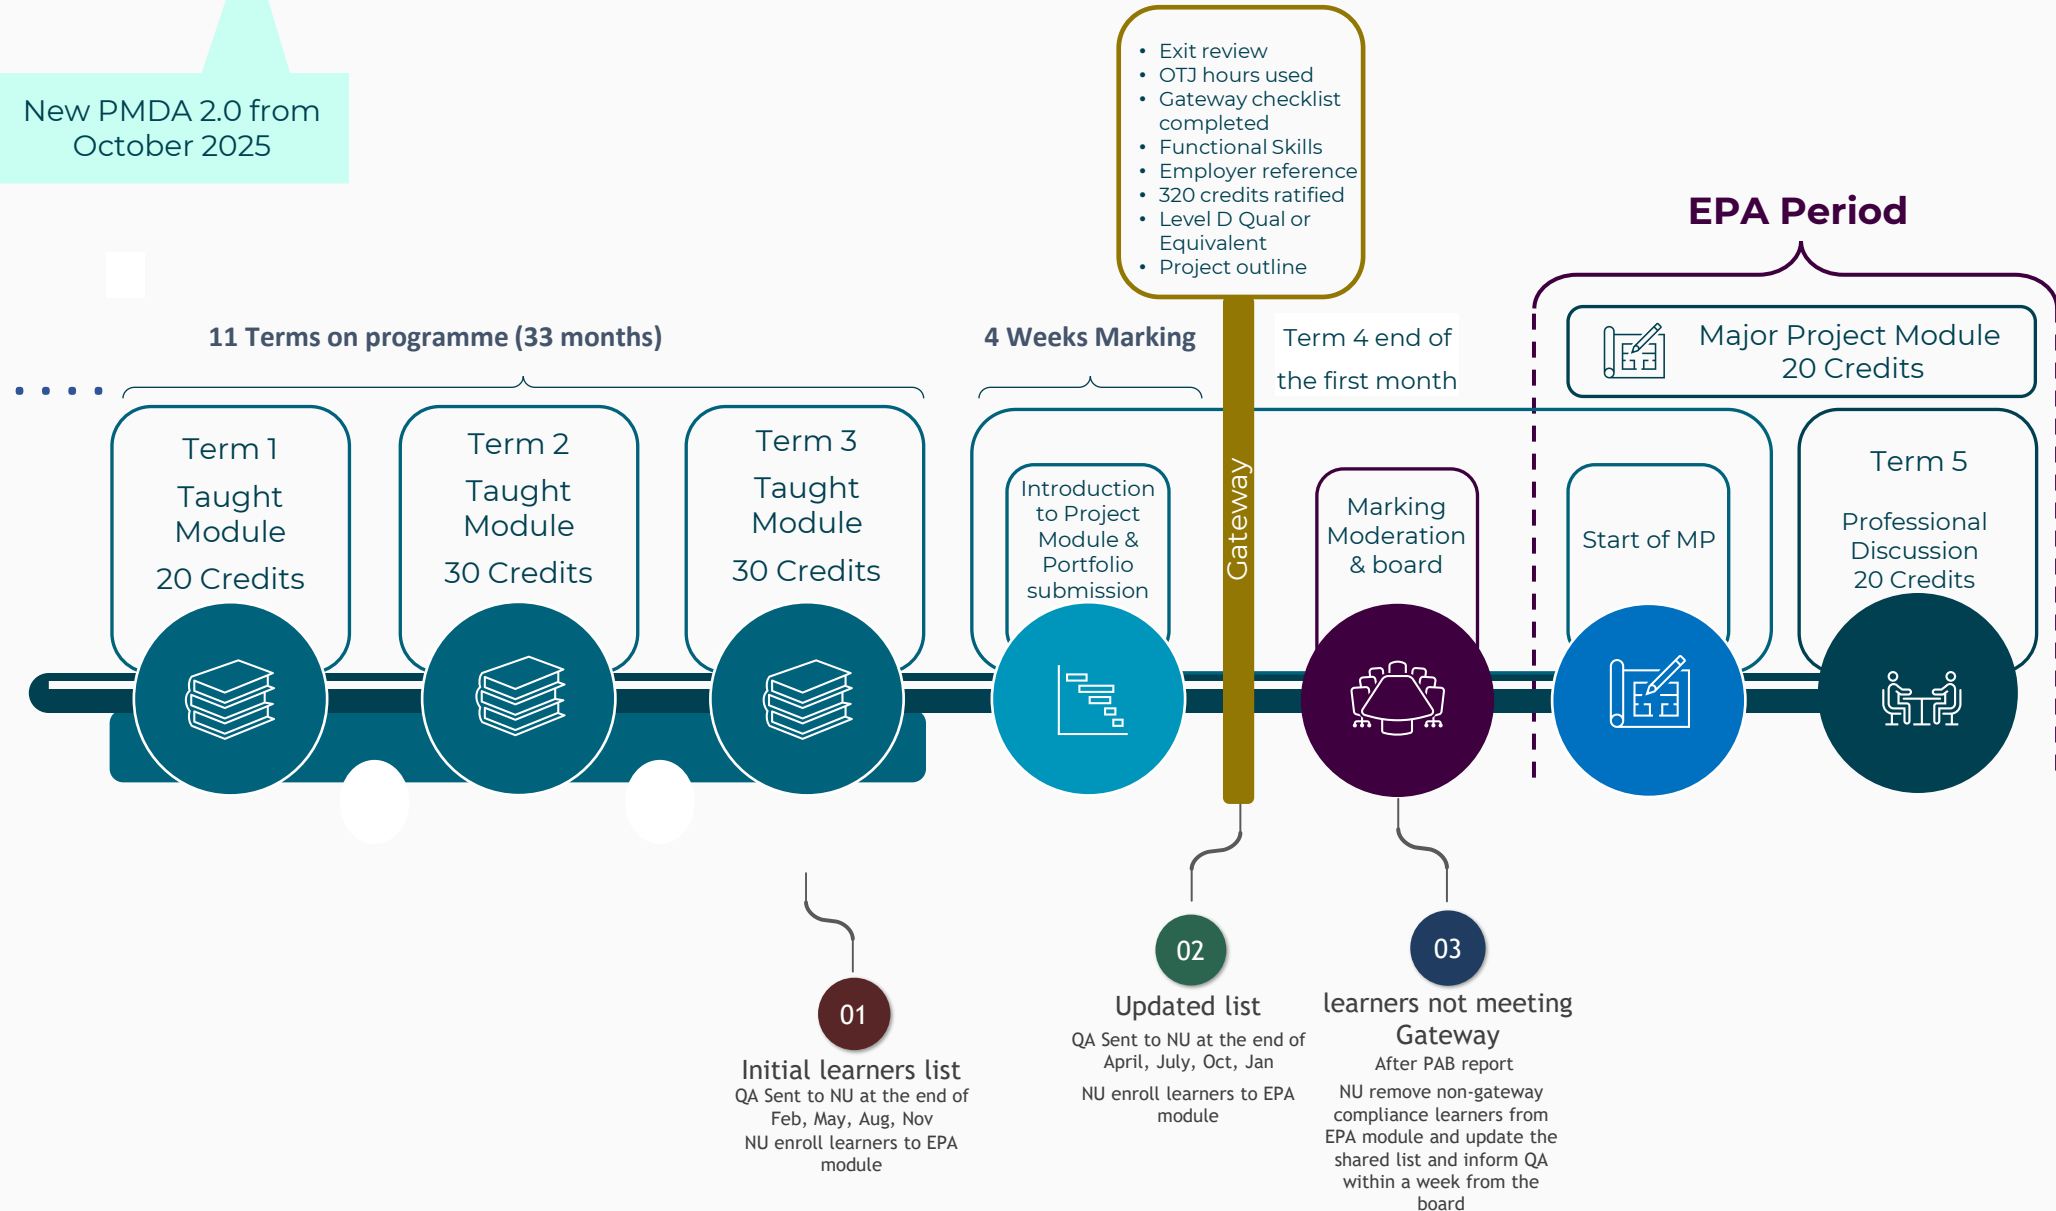 New PMDA 2.0 from
October 2025
• Exit review
• OTJ hours used
• Gateway checklist
completed
• Functional Skills
• Employer reference
• 320 credits ratified
• Level D Qual or
Equivalent
• Project outline
EPA Period
11 Terms on programme (33 months)
4 Weeks Marking
Term 4 end of
the first month
Major Project Module
20 Credits
Term 1
Taught
Module
20 Credits
Term 2
Taught
Module
30 Credits
Term 3
Taught
Module
30 Credits
Introduction
to Project
Module &
Portfolio
submission
Gateway
Marking
Moderation
& board
Start of MP
Term 5
Professional
Discussion
20 Credits
01
Initial learners list
QA Sent to NU at the end of
Feb, May, Aug, Nov
NU enroll learners to EPA
module
02
Updated list
QA Sent to NU at the end of
April, July, Oct, Jan
NU enroll learners to EPA
module
03
learners not meeting
Gateway
After PAB report
NU remove non-gateway
compliance learners from
EPA module and update the
shared list and inform QA
within a week from the
board